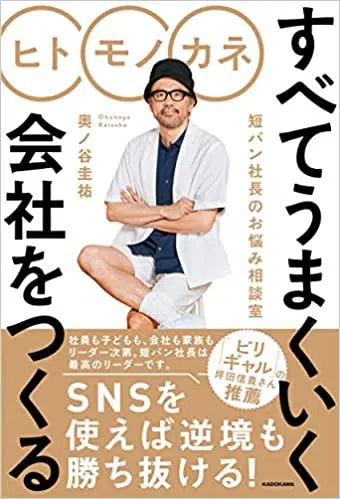 ヒト モノ カネ
すべてうまくいく
会社をつくる
短パン社長のお悩み相談室
Okunoya Keisuke
奥ノ谷圭祐
社員も子どもも、会社も家族も
リーダー次第。短パン社長は
最高のリーダーです。
『ビリ
ギャル』の
坪田信貴さん
推薦
SNSを
使えば逆境も
勝ち抜ける!
KADOKAWA